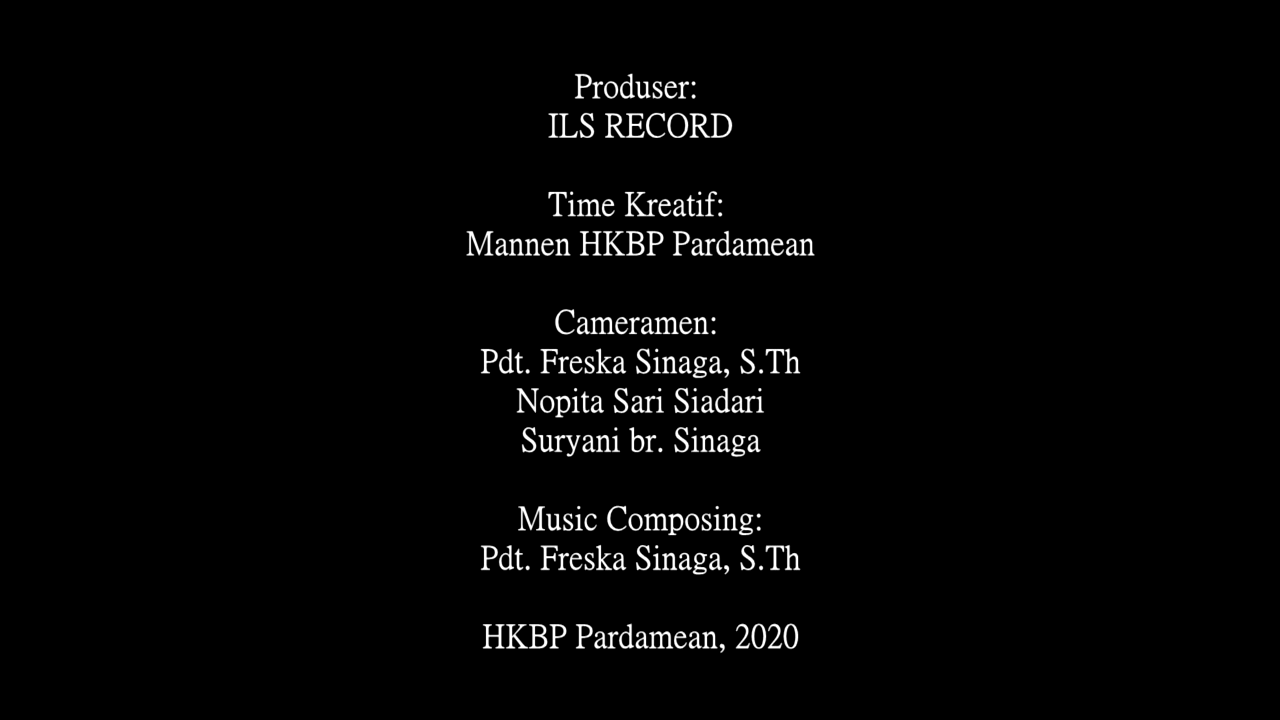 Produser:
ILS RECORD
Time Kreatif:
Mannen HKBP Pardamean
Cameramen:
Pdt. Freska Sinaga, S.Th
Nopita Sari Siadari
Suryani br. Sinaga
Music Composing:
Pdt. Freska Sinaga, S.Th
HKBP Pardamean, 2020